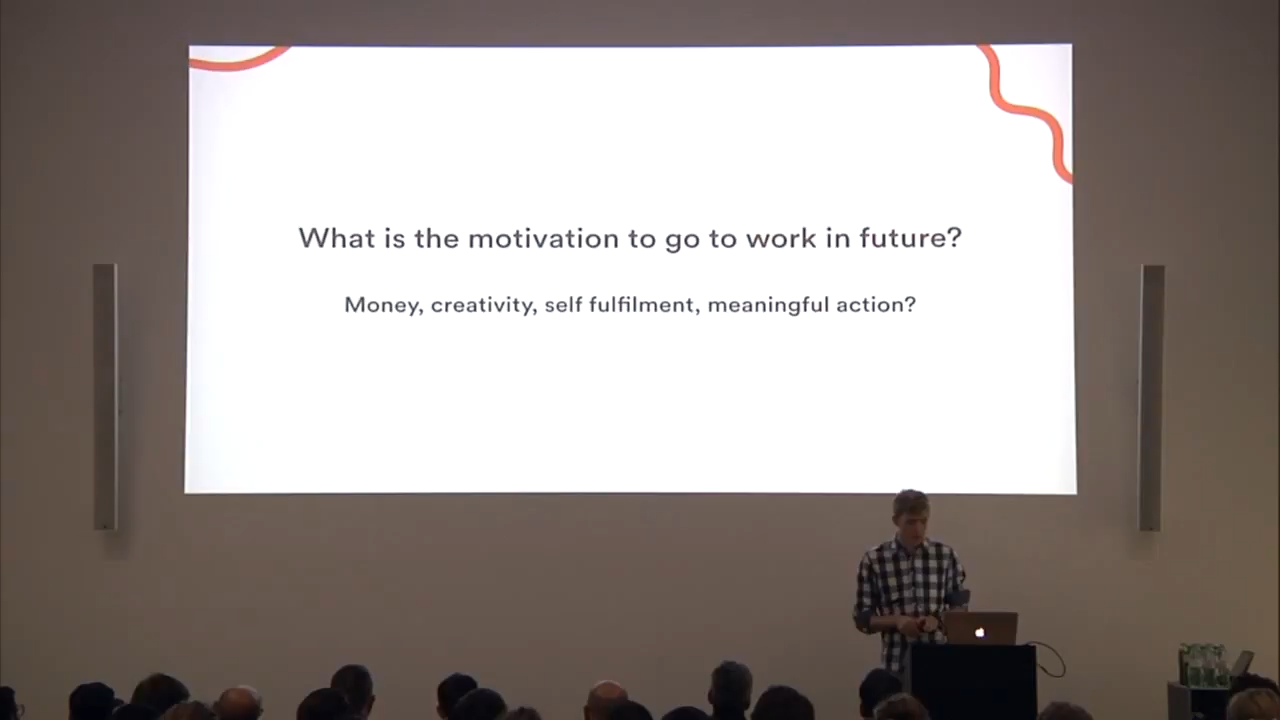 What is the motivation to go to work in future?
Money, creativity, self fulfilment, meaningful action?